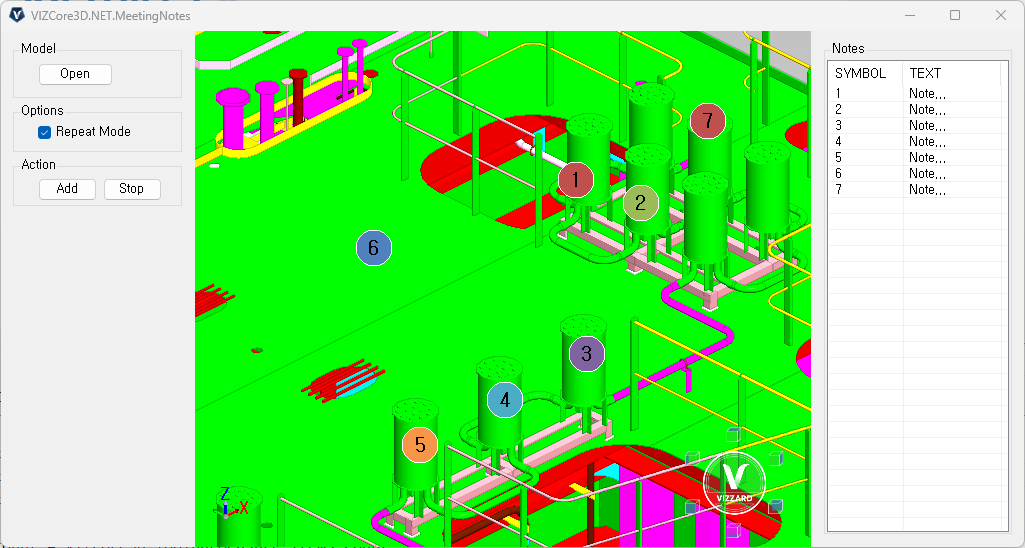 VIZCore3D.NET.MeetingNotes
Model
Open
Options
Repeat Mode
Action
Add Stop
1
2
3
4
5
6
7
Z
X
VIZZARD
Notes
SYMBOL TEXT
1 Note...
2 Note...
3 Note...
4 Note...
5 Note...
6 Note...
7 Note...